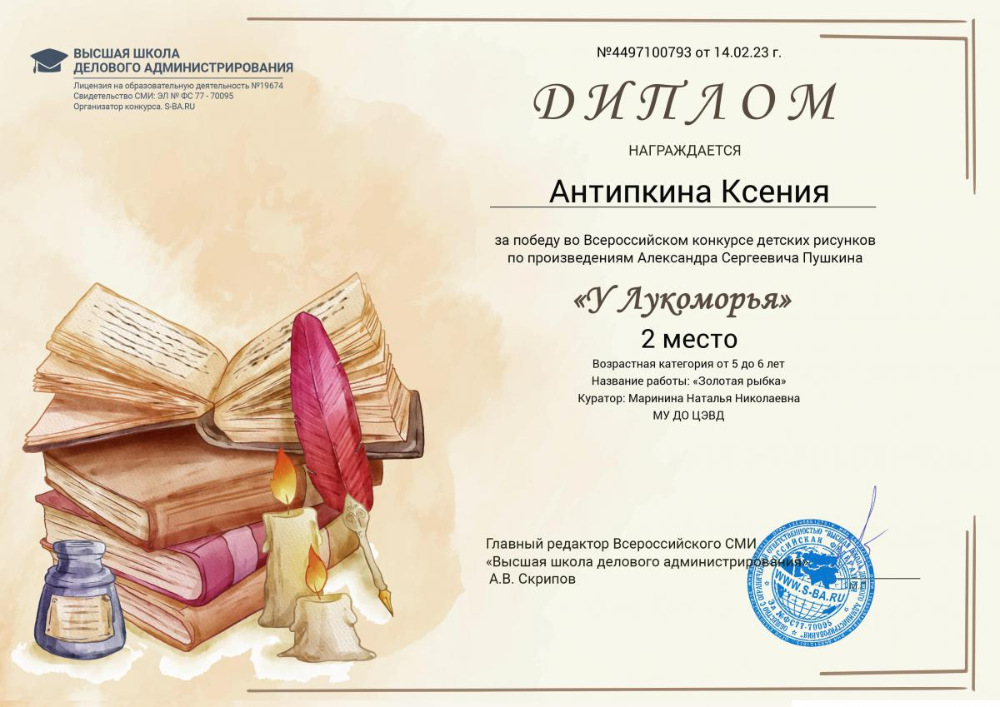 ВЫСШАЯ ШКОЛА
ДЕЛОВОГО АДМИНИСТРИРОВАНИЯ
Лицензия на образовательную деятельность №19674
Свидетельство СМИ: ЭЛ № ФС 77 - 70095
Организатор конкурса. S-BA.RU
№4497100793 от 14.02.23 г.
ДИПЛОМ
НАГРАЖДАЕТСЯ
Антипкина Ксения
за победу во Всероссийском конкурсе детских рисунков
по произведениям Александра Сергеевича Пушкина
«У Лукоморья»
2 место
Возрастная категория от 5 до 6 лет
Название работы: «Золотая рыбка»
Куратор: Маринина Наталья Николаевна
МУ ДО ЦЭВД
Главный редактор Всероссийского СМИ
«Высшая школа делового администрирования»
А.В. Скрипов
WWW.S-BA.RU
Эл №ФС77-70095